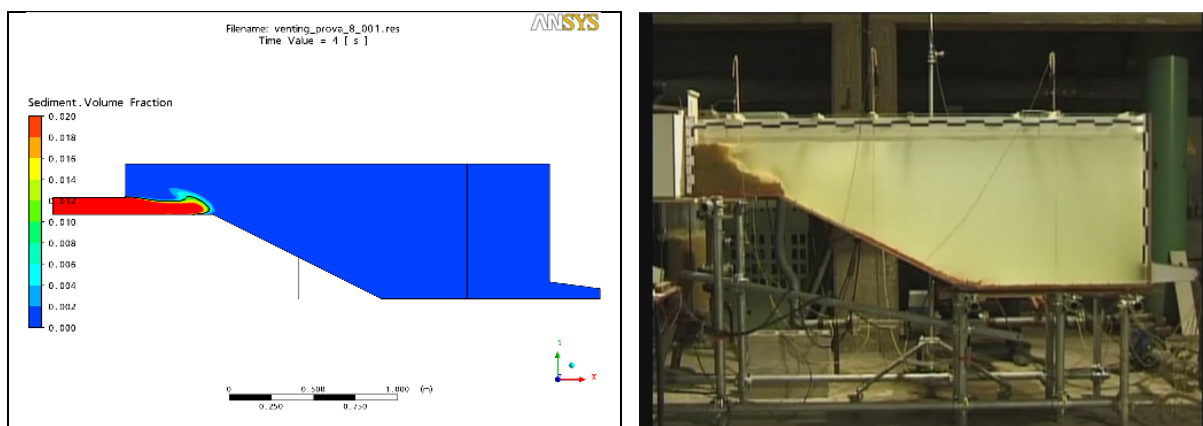 ANSYS
Filename: venting_prova_8_001.res
Time Value = 4 [ s ]
Sediment.Volume Fraction
0.020
0.018
0.016
0.014
0.012
0.010
0.008
0.006
0.004
0.002
0.000
Y
X
0 0.500 1.000 (m)
0.250 0.750